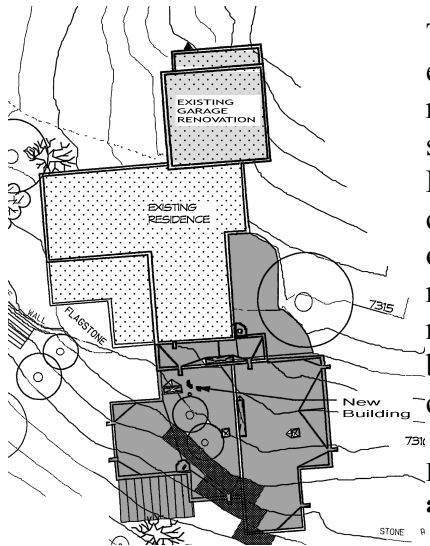 EXISTING
GARAGE
RENOVATION
EXISTING
RESIDENCE
7315
WALL
FLAGSTONE
New
Building
STONE